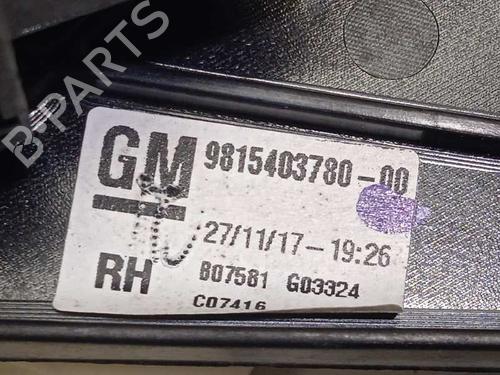 GM 9815403780-00
27/11/17-19:26
RH B07581 G03324
C07416
B-PARTS